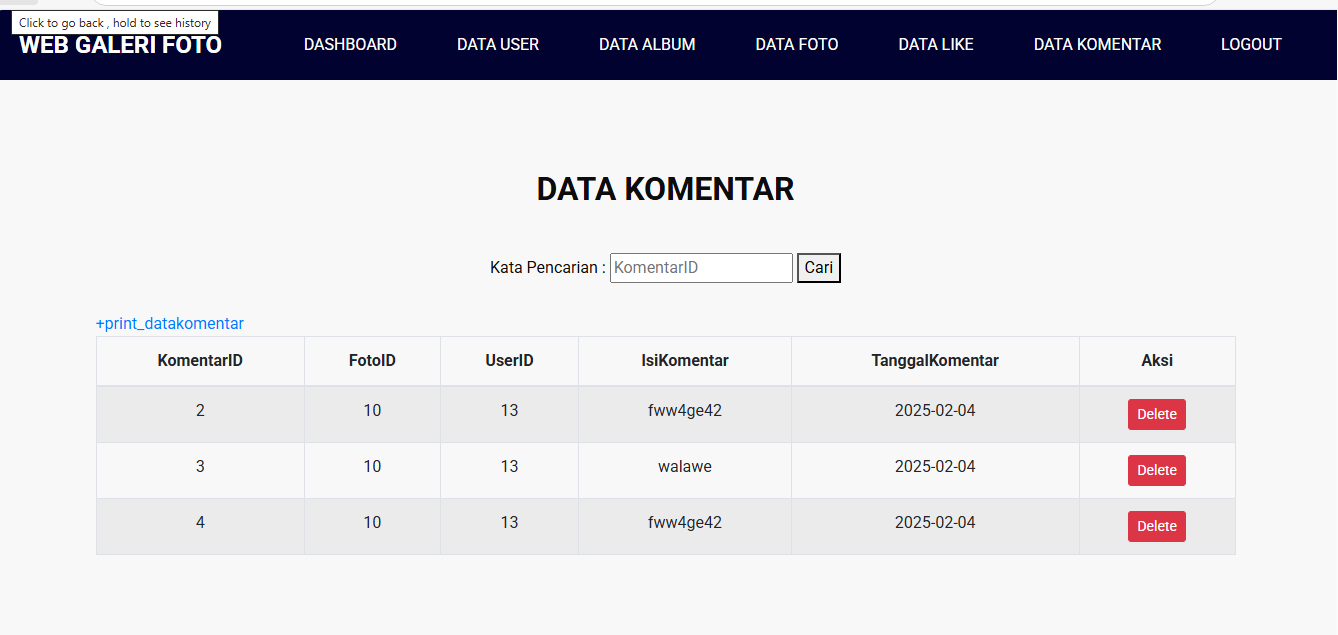 Click to go back , hold to see history
WEB GALERI FOTO DASHBOARD DATA USER DATA ALBUM DATA FOTO DATA LIKE DATA KOMENTAR LOGOUT
DATA KOMENTAR
Kata Pencarian : KomentarID Cari
+print_datakomentar
KomentarID FotoID UserID IsiKomentar TanggalKomentar Aksi
2 10 13 fww4ge42 2025-02-04 Delete
3 10 13 walawe 2025-02-04 Delete
4 10 13 fww4ge42 2025-02-04 Delete